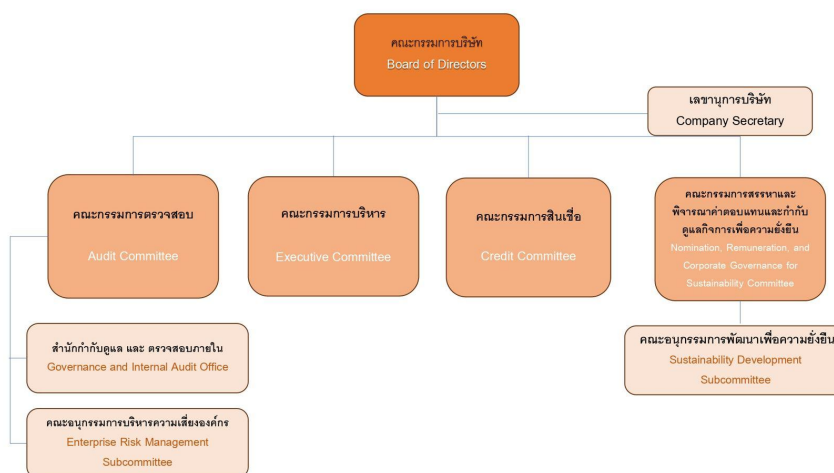 คณะกรรมการบริษัท
Board of Directors
เลขานุการบริษัท
Company Secretary
คณะกรรมการตรวจสอบ
Audit Committee
คณะกรรมการบริหาร
Executive Committee
คณะกรรมการสินเชื่อ
Credit Committee
คณะกรรมการสรรหาและ
พิจารณาค่าตอบแทนและกำกับ
ดูแลกิจการเพื่อความยั่งยืน
Nomination, Remuneration, and
Corporate Governance for
Sustainability Committee
สำนักกำกับดูแล และ ตรวจสอบภายใน
Governance and Internal Audit Office
คณะอนุกรรมการพัฒนาเพื่อความยั่งยืน
Sustainability Development
Subcommittee
คณะอนุกรรมการบริหารความเสี่ยงองค์กร
Enterprise Risk Management
Subcommittee